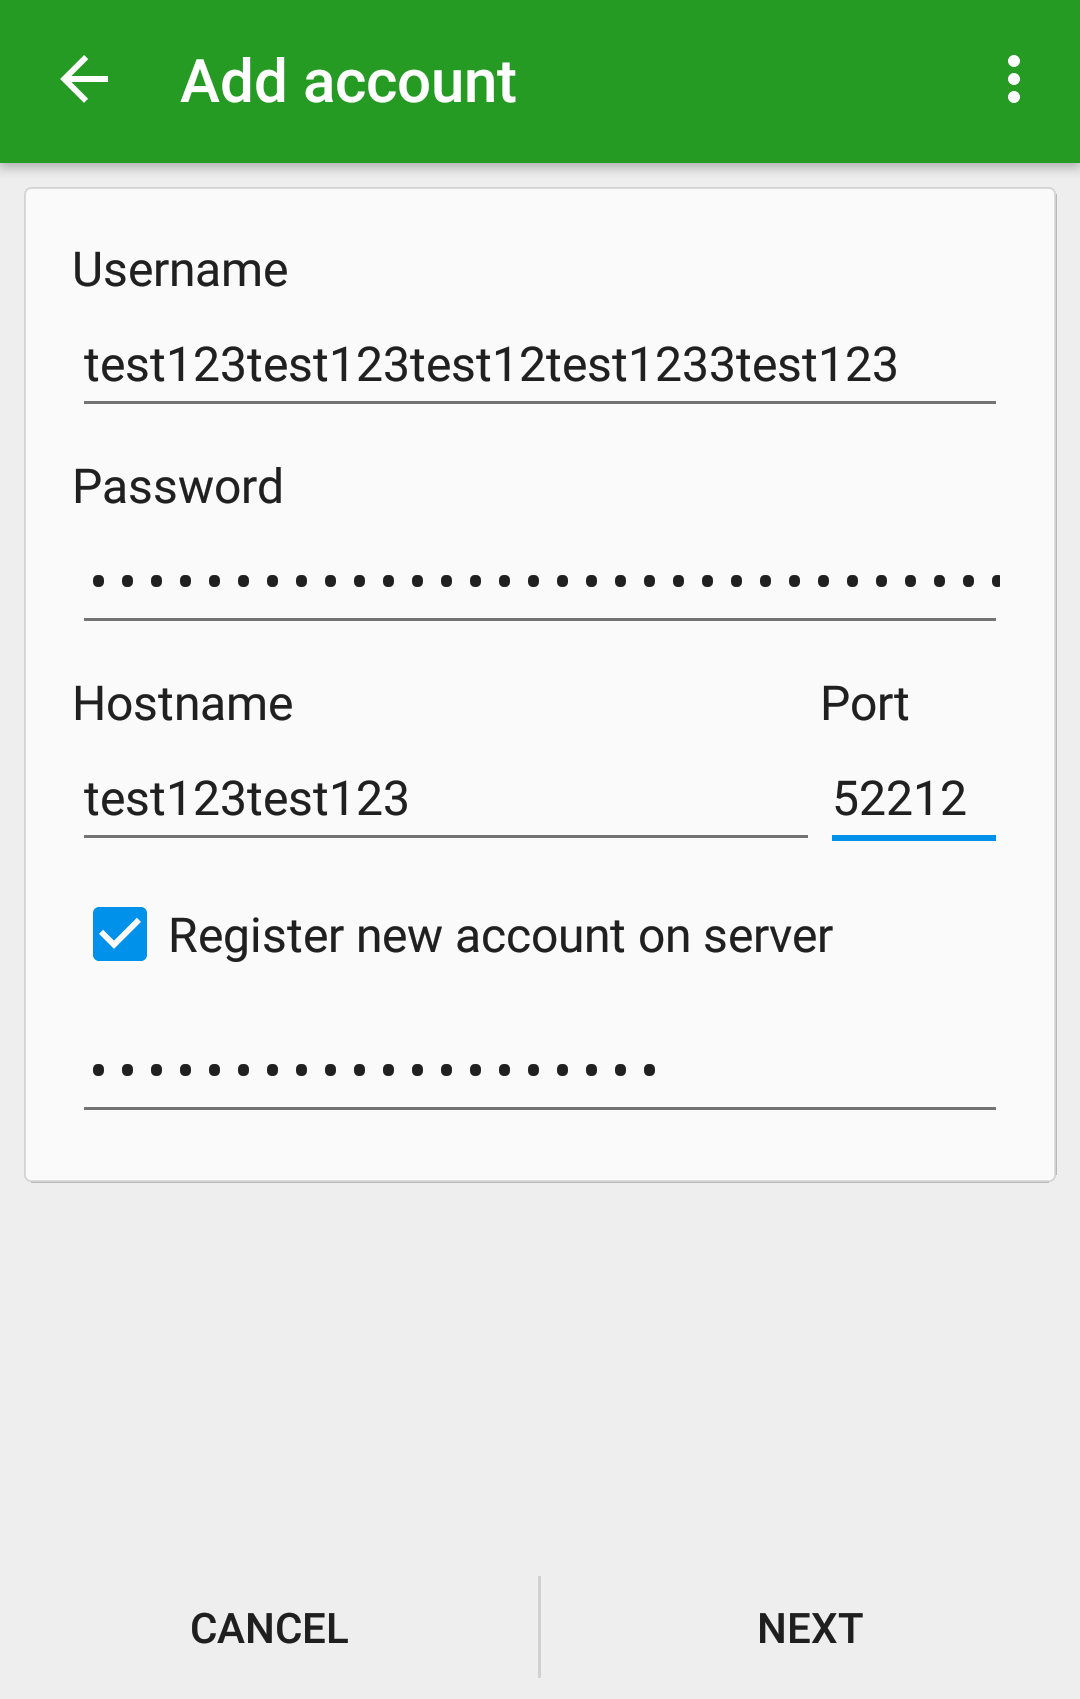 Add account
Username
test123test123test12test1233test123
Password
••••••••••••••••••••••••••••••••
Hostname Port
test123test123 52212
Register new account on server
••••••••••••••••••••
CANCEL NEXT